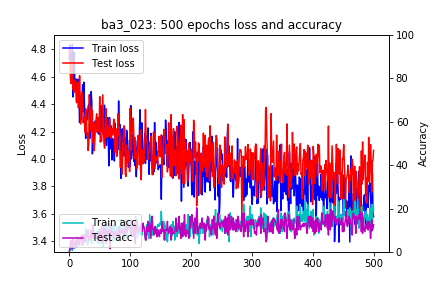 ba3_023: 500 epochs loss and accuracy
Train loss
Test loss
Train acc
Test acc
Loss
Accuracy
4.8
4.6
4.4
4.2
4.0
3.8
3.6
3.4
100
80
60
40
20
0
0 100 200 300 400 500